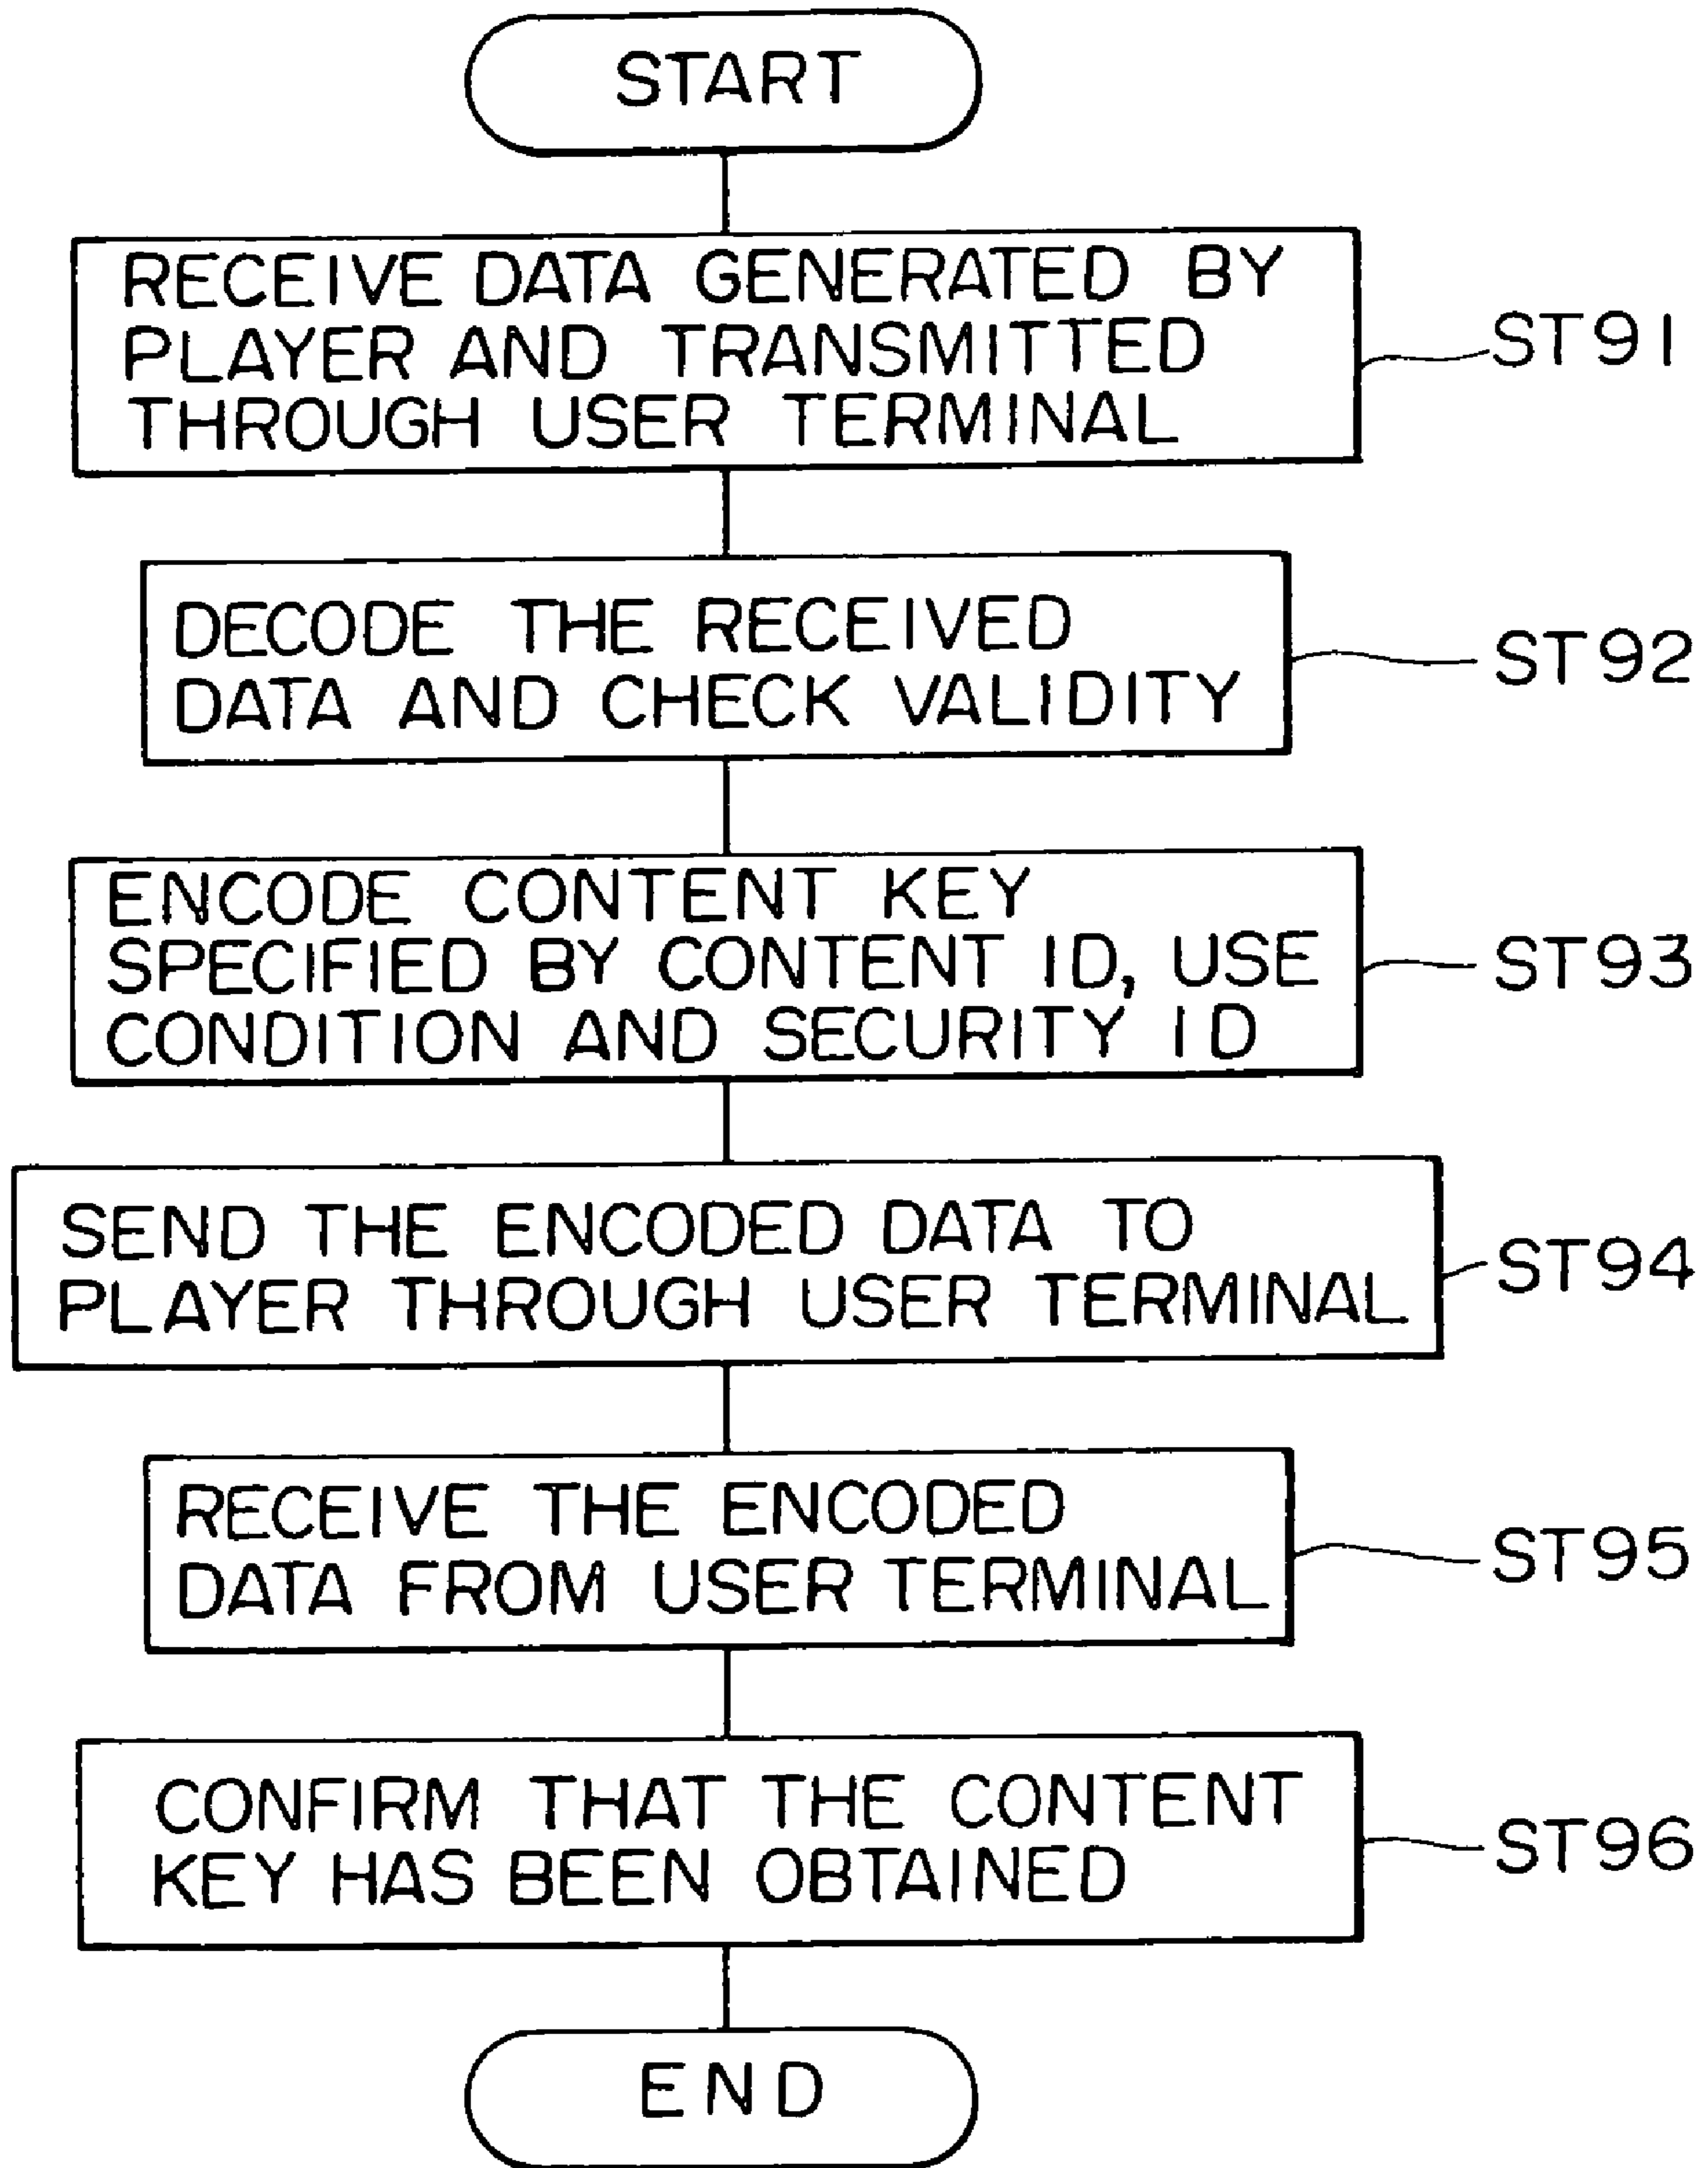 START
RECEIVE DATA GENERATED BY
PLAYER AND TRANSMITTED
THROUGH USER TERMINAL
ST91
DECODE THE RECEIVED
DATA AND CHECK VALIDITY
ST92
ENCODE CONTENT KEY
SPECIFIED BY CONTENT ID, USE
CONDITION AND SECURITY ID
ST93
SEND THE ENCODED DATA TO
PLAYER THROUGH USER TERMINAL
ST94
RECEIVE THE ENCODED
DATA FROM USER TERMINAL
ST95
CONFIRM THAT THE CONTENT
KEY HAS BEEN OBTAINED
ST96
END